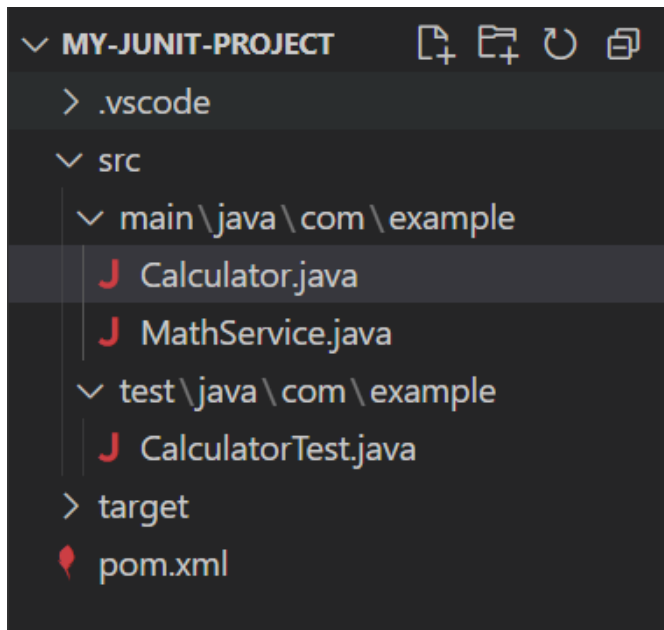 MY-JUNIT-PROJECT
.vscode
src
main\java\com\example
Calculator.java
MathService.java
test\java\com\example
CalculatorTest.java
target
pom.xml